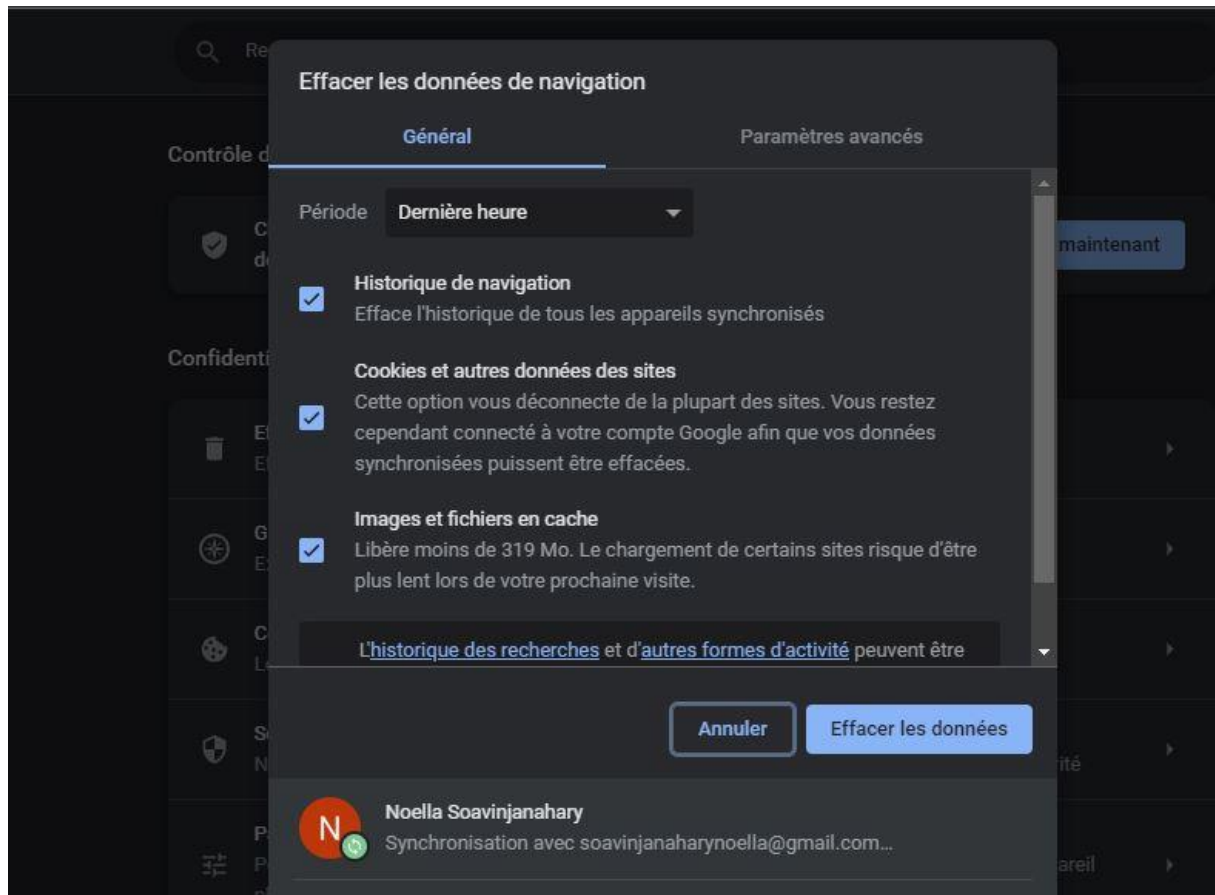 Re
Effacer les données de navigation
Général
Paramètres avancés
Contrôle d
Période
Dernière heure
C
de
maintenant
Historique de navigation
Efface l'historique de tous les appareils synchronisés
Confidenti
Cookies et autres données des sites
Cette option vous déconnecte de la plupart des sites. Vous restez
cependant connecté à votre compte Google afin que vos données
synchronisées puissent être effacées.
Images et fichiers en cache
Libère moins de 319 Mo. Le chargement de certains sites risque d'être
plus lent lors de votre prochaine visite.
L'historique des recherches et d'autres formes d'activité peuvent être
Annuler
Effacer les données
ité
Noella Soavinjanahary
Synchronisation avec soavinjanaharynoella@gmail.com...
areil